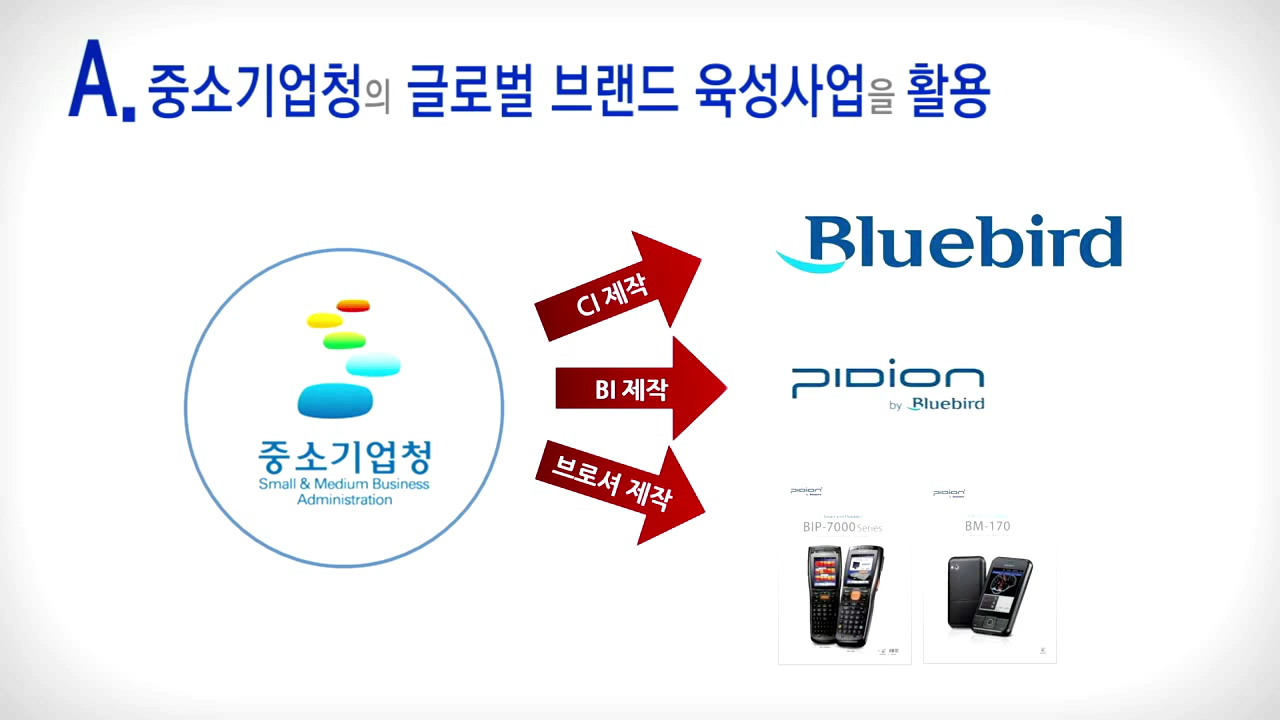 A. 중소기업청의 글로벌 브랜드 육성사업을 활용
중소기업청
Small & Medium Business
Administration
CI 제작
BI 제작
브로셔 제작
Bluebird
PIDION
by Bluebird
PIDION
BIP-7000 Series
PIDION
BM-170